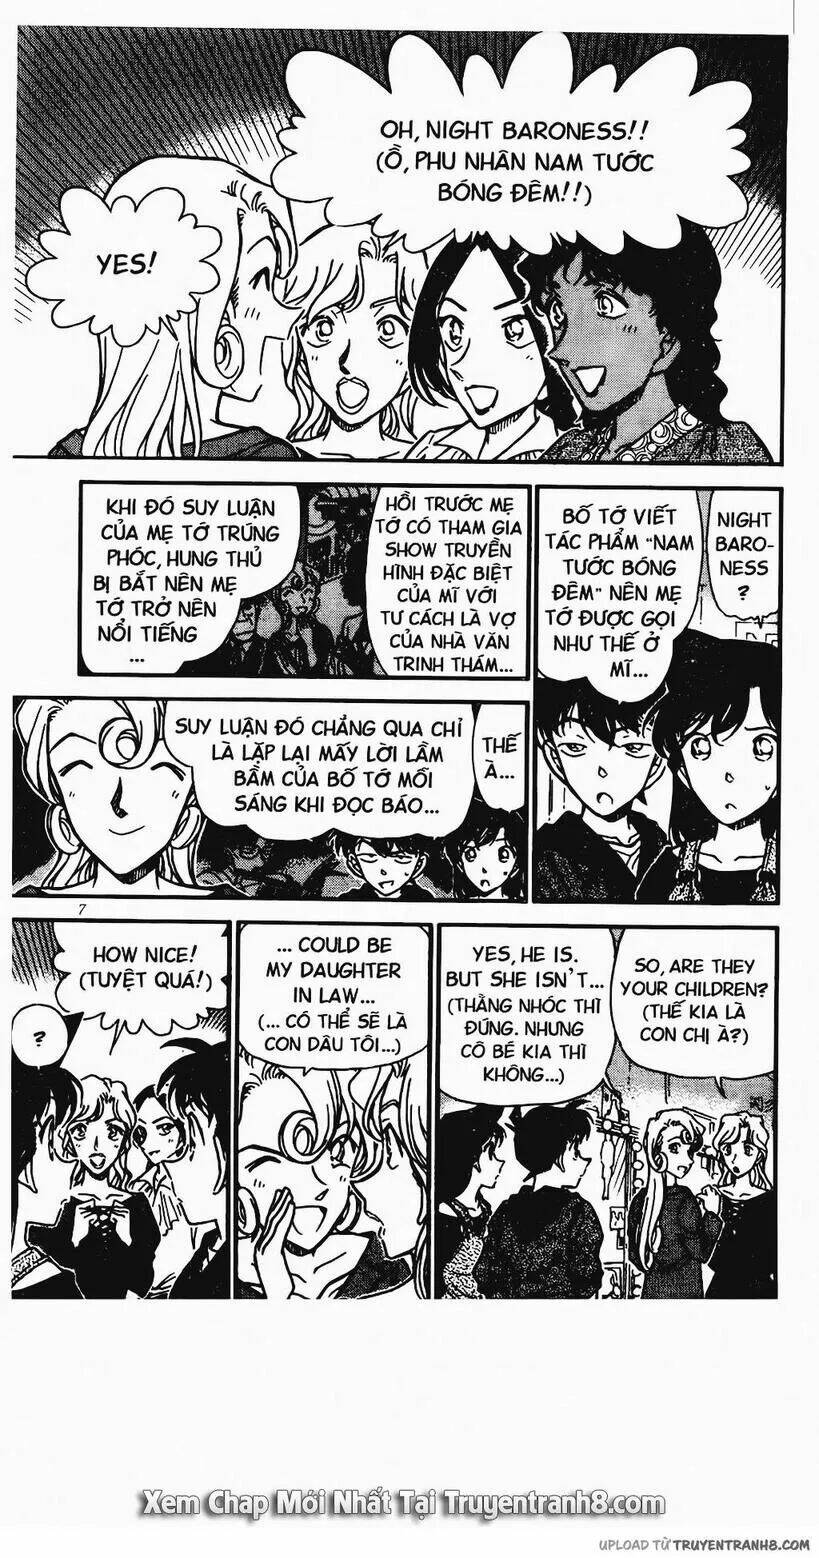 OH, NIGHT BARONESS!!
(Ồ, PHU NHÂN NAM TƯỚC
BÓNG ĐÊM!!)
YES!
NIGHT
BARO-
NESS
?
BỐ TỚ VIẾT
TÁC PHẨM "NAM
TƯỚC BÓNG
ĐÊM" NÊN MẸ
TỚ ĐƯỢC GỌI
NHƯ THẾ Ở
MĨ...
HỒI TRƯỚC MẸ
TỚ CÓ THAM GIA
SHOW TRUYỀN
HÌNH ĐẶC BIỆT
CỦA MĨ VỚI
TƯ CÁCH LÀ VỢ
CỦA NHÀ VĂN
TRINH THÁM...
KHI ĐÓ SUY LUẬN
CỦA MẸ TỚ TRÚNG
PHÓC, HUNG THỦ
BỊ BẮT NÊN MẸ
TỚ TRỞ NÊN
NỔI TIẾNG
...
THẾ
À...
SUY LUẬN ĐÓ CHẲNG QUA CHỈ
LÀ LẶP LẠI MẤY LỜI LẦM
BẦM CỦA BỐ TỚ MỖI
SÁNG KHI ĐỌC BÁO...
7
SO, ARE THEY
YOUR CHILDREN?
(THẾ KIA LÀ
CON CHỊ À?)
YES, HE IS.
BUT SHE ISN'T...
(THẰNG NHÓC THÌ
ĐÚNG. NHƯNG
CÔ BÉ KIA THÌ
KHÔNG...)
... COULD BE
MY DAUGHTER
IN LAW...
(... CÓ THỂ SẼ LÀ
CON DÂU TÔI...)
HOW NICE!
(TUYỆT QUÁ!)
?
Xem Chap Mới Nhất Tại Truyentranh8.com
UPLOAD TỪ TRUYENTRANH8.COM